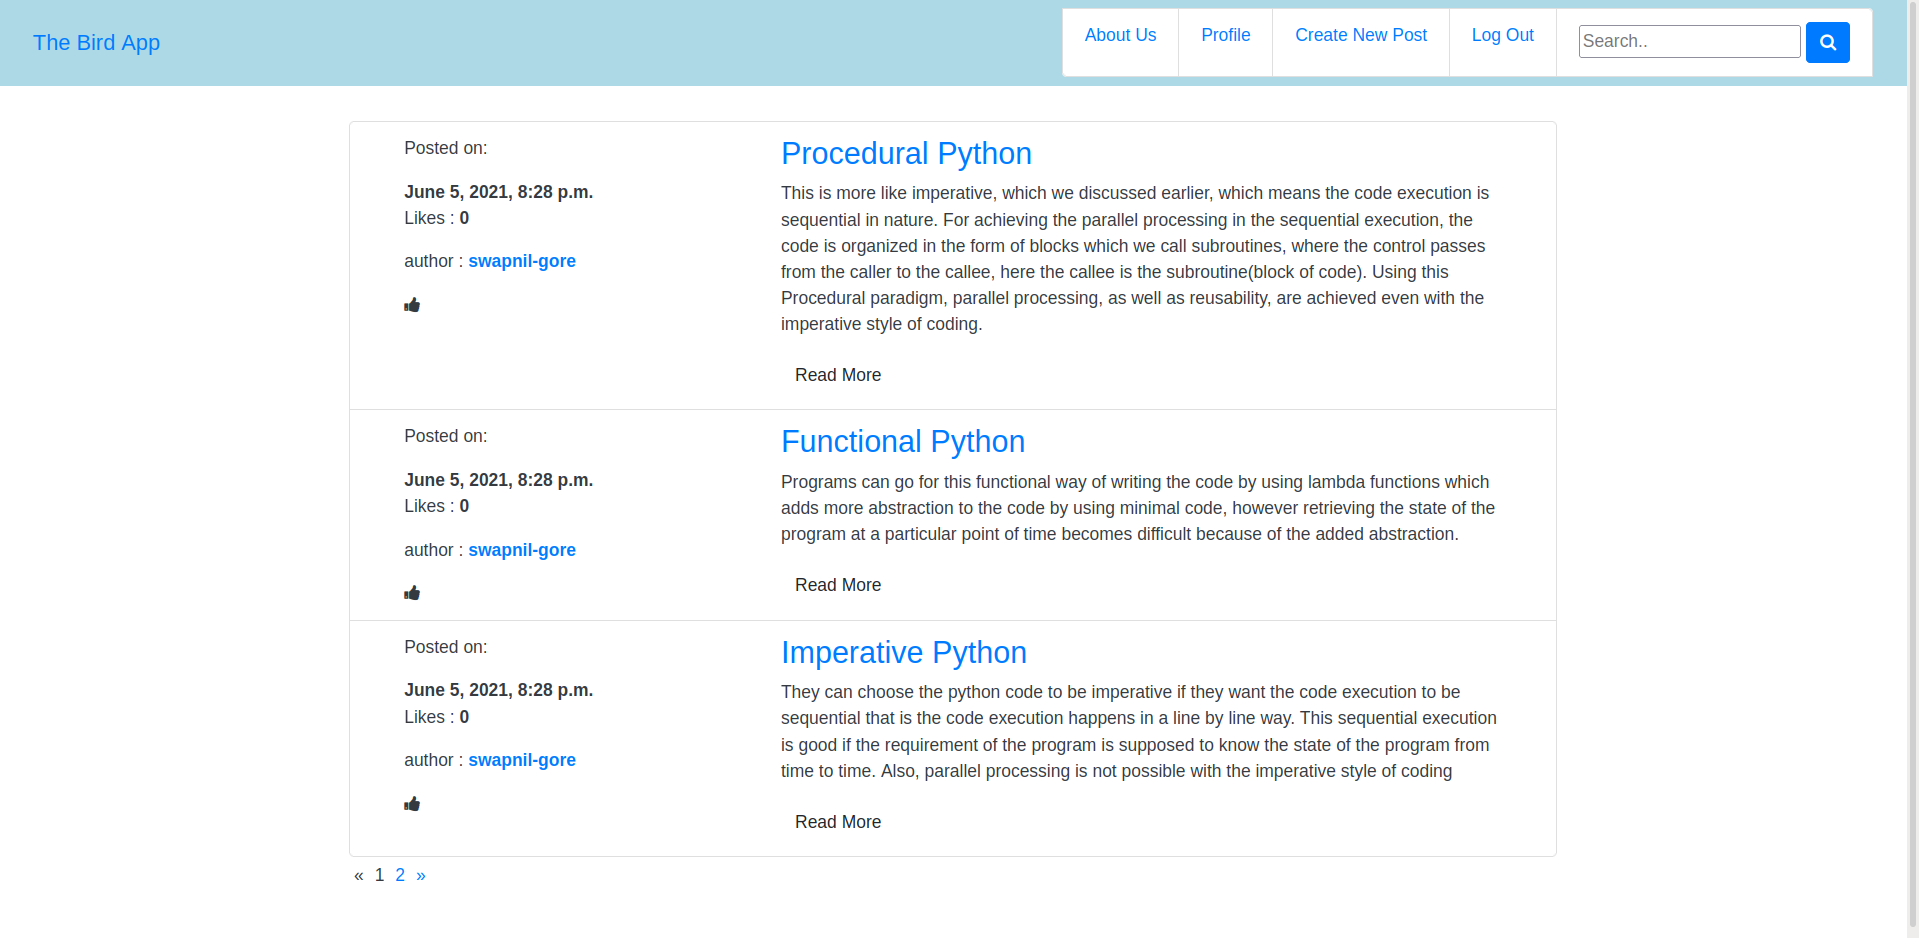 The Bird App
About Us
Profile
Create New Post
Log Out
Search..
Posted on:
June 5, 2021, 8:28 p.m.
Likes : 0
author : swapnil-gore
Procedural Python
This is more like imperative, which we discussed earlier, which means the code execution is
sequential in nature. For achieving the parallel processing in the sequential execution, the
code is organized in the form of blocks which we call subroutines, where the control passes
from the caller to the callee, here the callee is the subroutine(block of code). Using this
Procedural paradigm, parallel processing, as well as reusability, are achieved even with the
imperative style of coding.
Read More
Posted on:
June 5, 2021, 8:28 p.m.
Likes : 0
author : swapnil-gore
Functional Python
Programs can go for this functional way of writing the code by using lambda functions which
adds more abstraction to the code by using minimal code, however retrieving the state of the
program at a particular point of time becomes difficult because of the added abstraction.
Read More
Posted on:
June 5, 2021, 8:28 p.m.
Likes : 0
author : swapnil-gore
Imperative Python
They can choose the python code to be imperative if they want the code execution to be
sequential that is the code execution happens in a line by line way. This sequential execution
is good if the requirement of the program is supposed to know the state of the program from
time to time. Also, parallel processing is not possible with the imperative style of coding
Read More
« 1 2 »